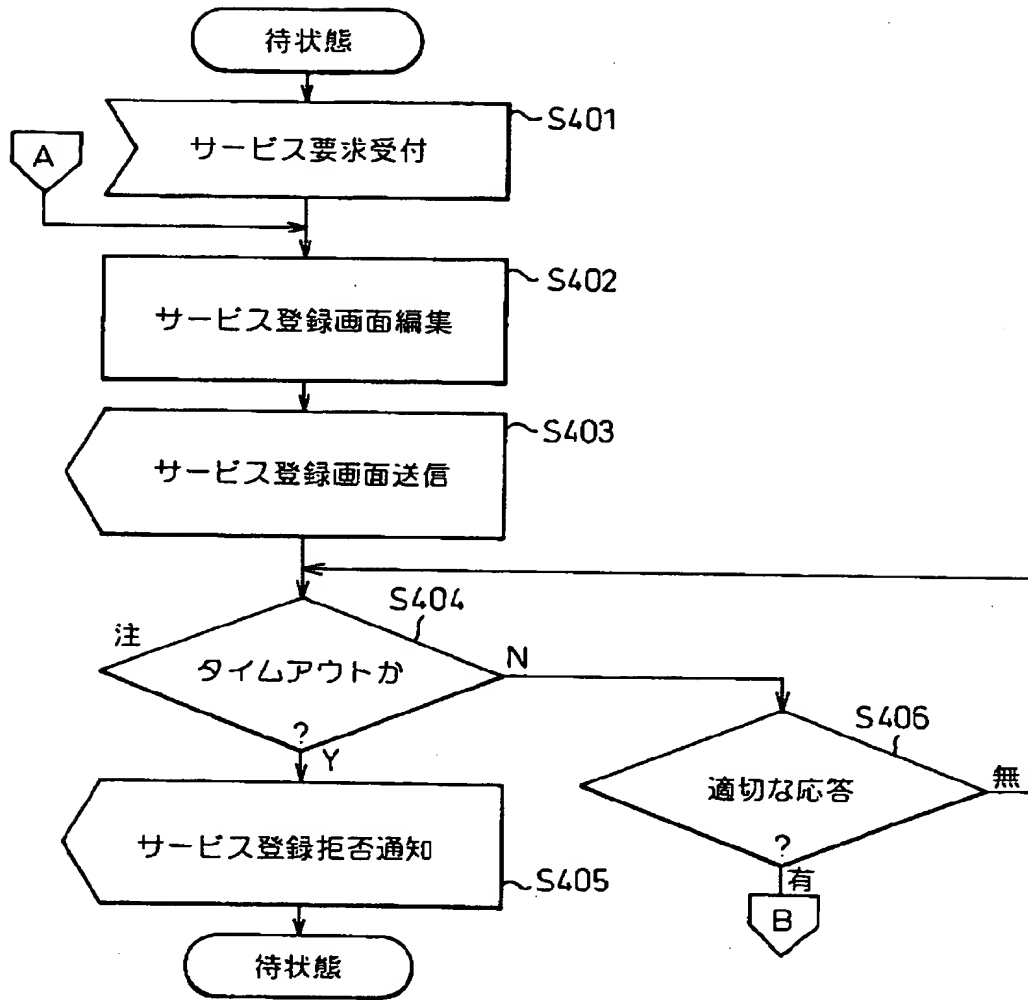 待状態
S401
サービス要求受付
A
S402
サービス登録画面編集
S403
サービス登録画面送信
S404
注
タイムアウトか
?
N
Y
S406
適切な応答
?
無
有
サービス登録拒否通知
S405
B
待状態